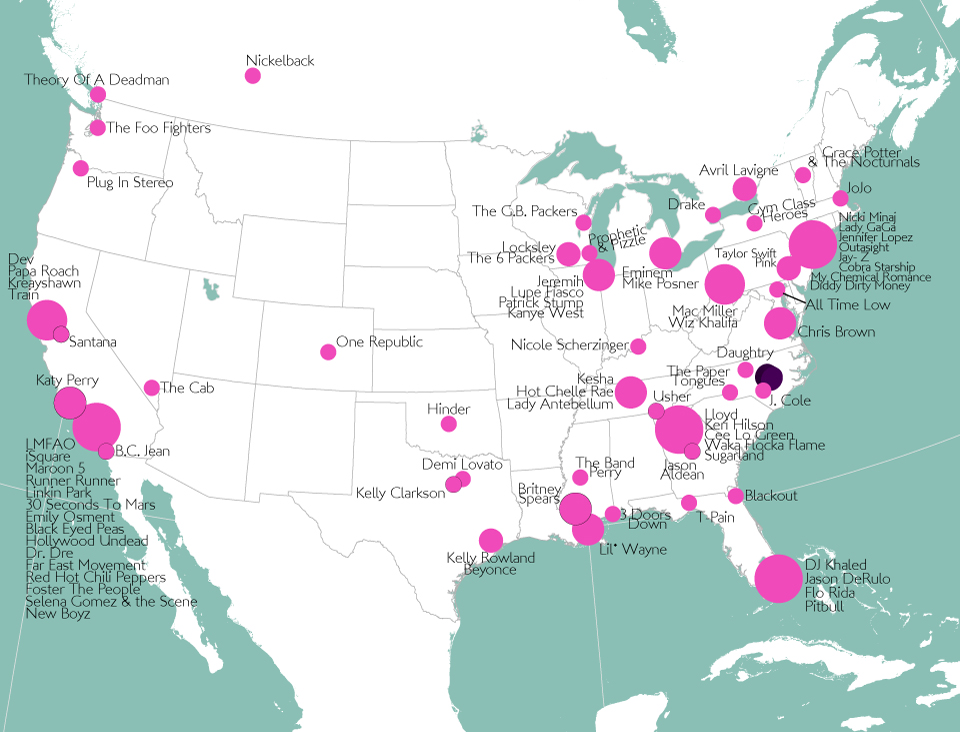 Nickelback
Theory Of A Deadman
The Foo Fighters
Plug In Stereo
Grace Potter
& The Nocturnals
Avril Lavigne
JoJo
Drake
Gym Class
Heroes
The G.B. Packers
Prophetic
& Pizzle
Locksley
The 6 Packers
Nicki Minaj
Lady GaGa
Jennifer Lopez
Outasight
Jay- Z
Cobra Starship
My Chemical Romance
Diddy Dirty Money
Taylor Swift
Pink
All Time Low
Dev
Papa Roach
Kreayshawn
Train
Santana
Jeremih
Lupe Fiasco
Patrick Stump
Kanye West
Eminem
Mike Posner
Mac Miller
Wiz Khalifa
Chris Brown
One Republic
Nicole Scherzinger
Daughtry
The Paper
Tongues
J. Cole
Katy Perry
The Cab
Kesha
Hot Chelle Rae
Lady Antebellum
Usher
Hinder
Lloyd
Keri Hilson
Cee Lo Green
Waka Flocka Flame
Sugarland
Jason
Aldean
B.C. Jean
LMFAO
iSquare
Maroon 5
Runner Runner
Linkin Park
30 Seconds To Mars
Emily Osment
Black Eyed Peas
Hollywood Undead
Dr. Dre
Far East Movement
Red Hot Chili Peppers
Foster The People
Selena Gomez & the Scene
New Boyz
Demi Lovato
Kelly Clarkson
The Band
Perry
Britney
Spears
3 Doors
Down
Lil' Wayne
T-Pain
Blackout
Kelly Rowland
Beyonce
DJ Khaled
Jason DeRulo
Flo Rida
Pitbull